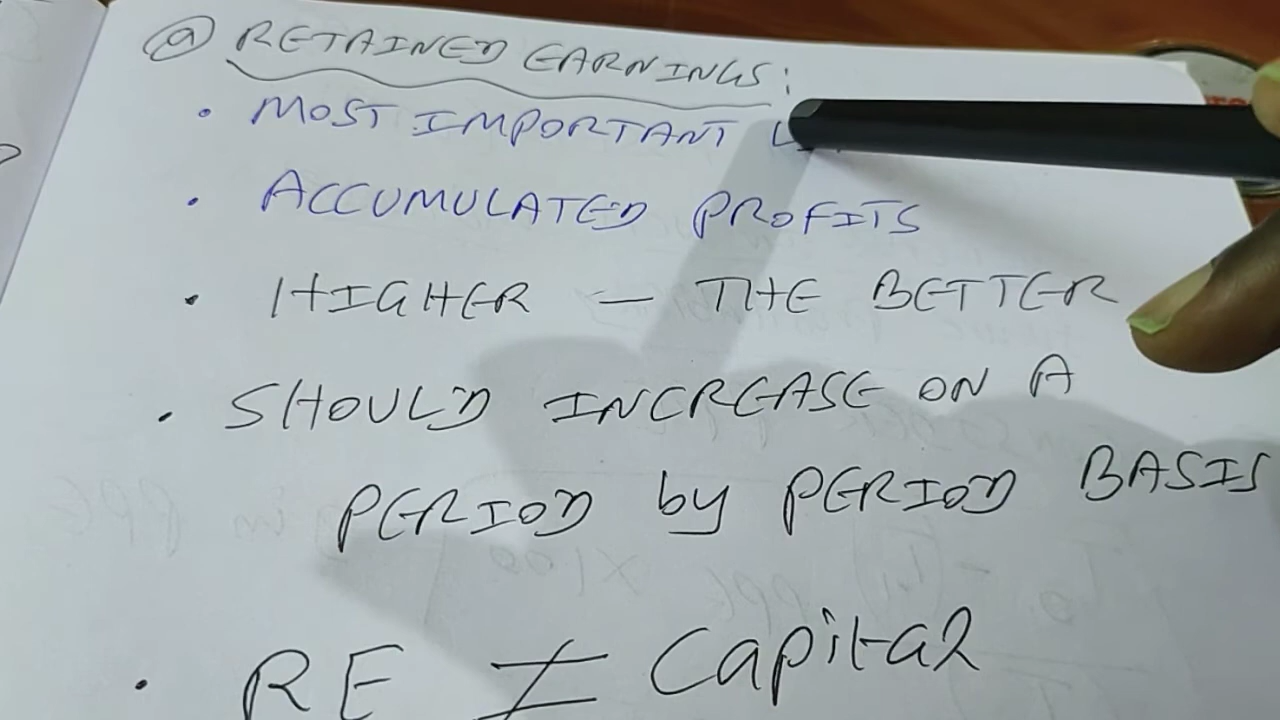 ⓐ RETAINED EARNINGS:
• MOST IMPORTANT
• ACCUMULATED PROFITS
• HIGHER — THE BETTER
• SHOULD INCREASE ON A
PERIOD by PERIOD BASIS
• RE ≠ Capital